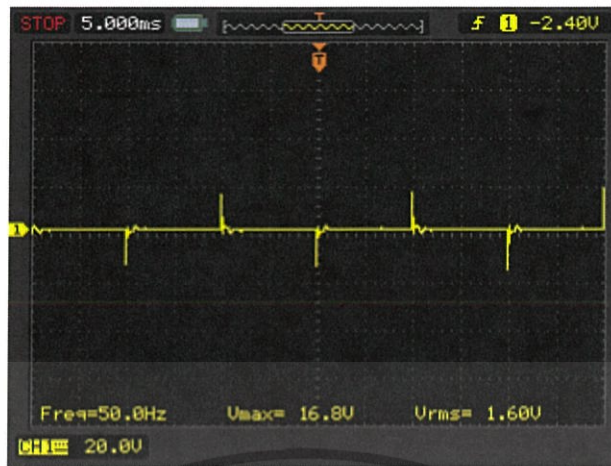 STOP 5.000ms T 1 -2.40V
T
1
Freq=50.0Hz Vmax= 16.8V Vrms= 1.60V
CH1 20.0V